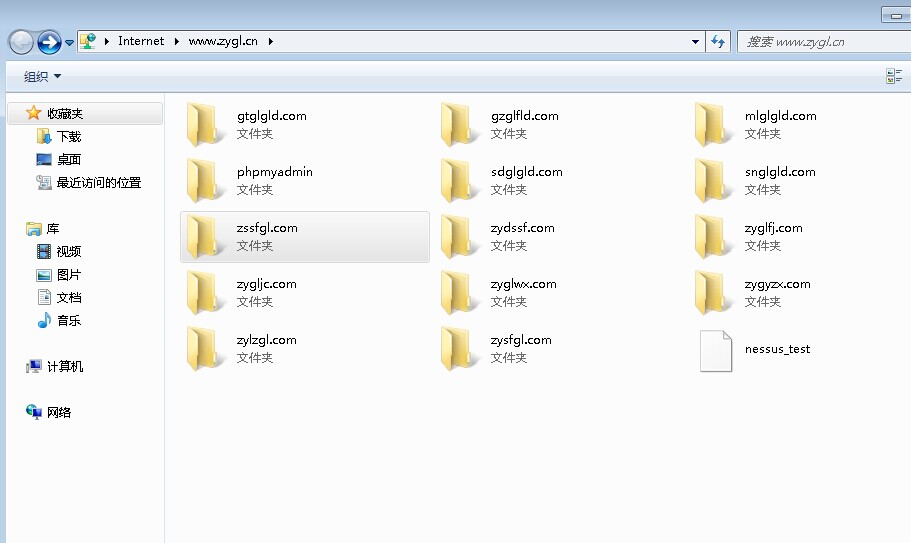 Internet
www.zygl.cn
搜索 www.zygl.cn
组织
收藏夹
下载
桌面
最近访问的位置
库
视频
图片
文档
音乐
计算机
网络
gtglgld.com
文件夹
gzglfld.com
文件夹
mlglgld.com
文件夹
phpmyadmin
文件夹
sdglgld.com
文件夹
snglgld.com
文件夹
zssfgl.com
文件夹
zydssf.com
文件夹
zyglfj.com
文件夹
zygljc.com
文件夹
zyglwx.com
文件夹
zygyzx.com
文件夹
zylzgl.com
文件夹
zysfgl.com
文件夹
nessus_test